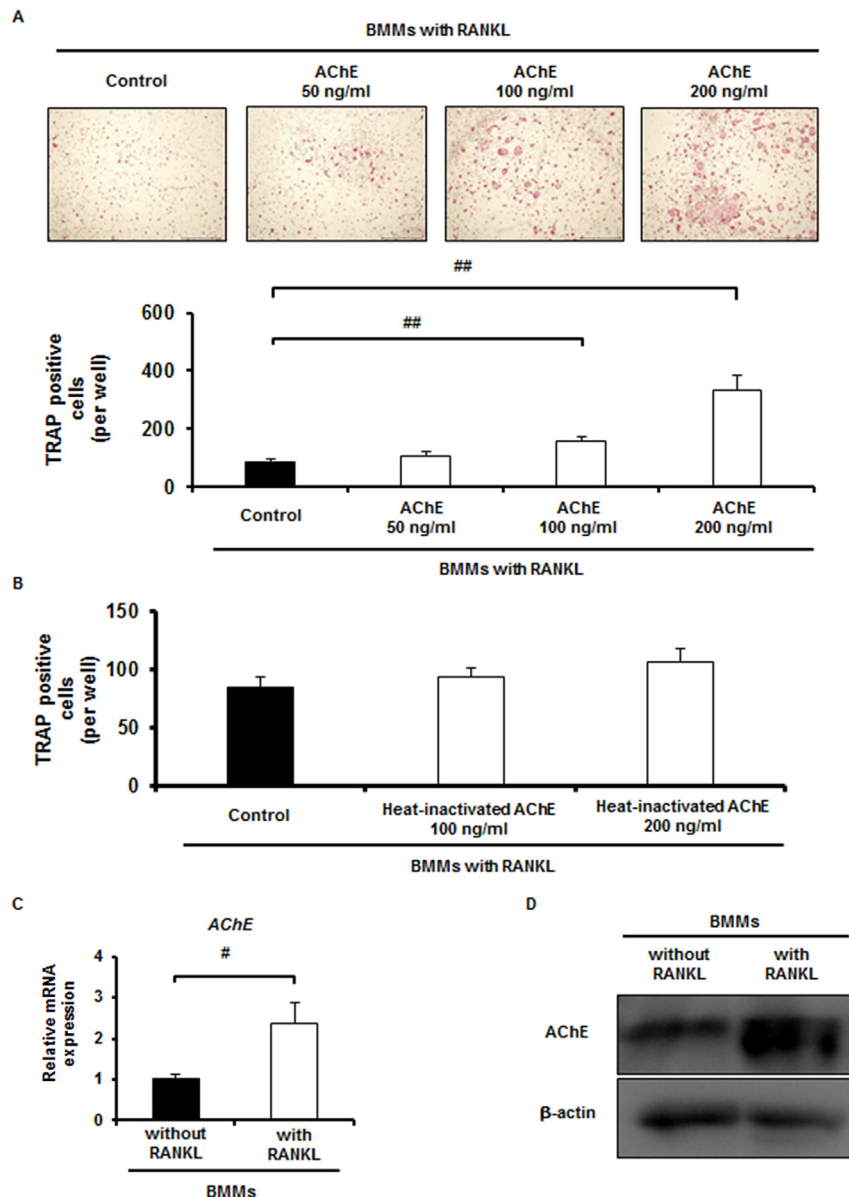 A
BMMs with RANKL
Control
AChE
50 ng/ml
AChE
100 ng/ml
AChE
200 ng/ml
##
##
TRAP positive
cells
(per well)
600
400
200
0
Control
AChE
50 ng/ml
AChE
100 ng/ml
AChE
200 ng/ml
BMMs with RANKL
B
TRAP positive
cells
(per well)
150
100
50
0
Control
Heat-inactivated AChE
100 ng/ml
Heat-inactivated AChE
200 ng/ml
BMMs with RANKL
C
AChE
#
Relative mRNA
expression
4
3
2
1
0
without
RANKL
with
RANKL
BMMs
D
BMMs
without
RANKL
with
RANKL
AChE
β-actin